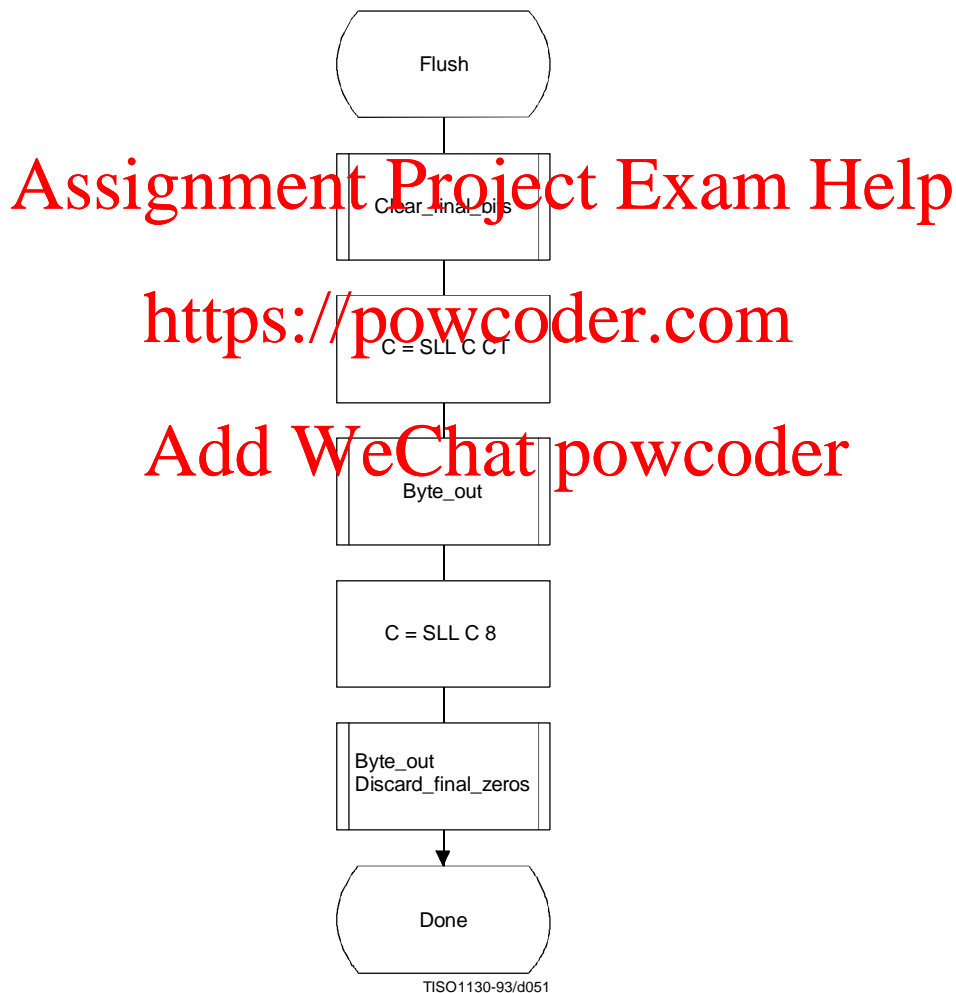 Flush
Assignment Project Exam Help
Clear_final_bits
https://powcoder.com
C = SLL C CT
Add WeChat powcoder
Byte_out
C = SLL C 8
Byte_out
Discard_final_zeros
Done
TISO1130-93/d051